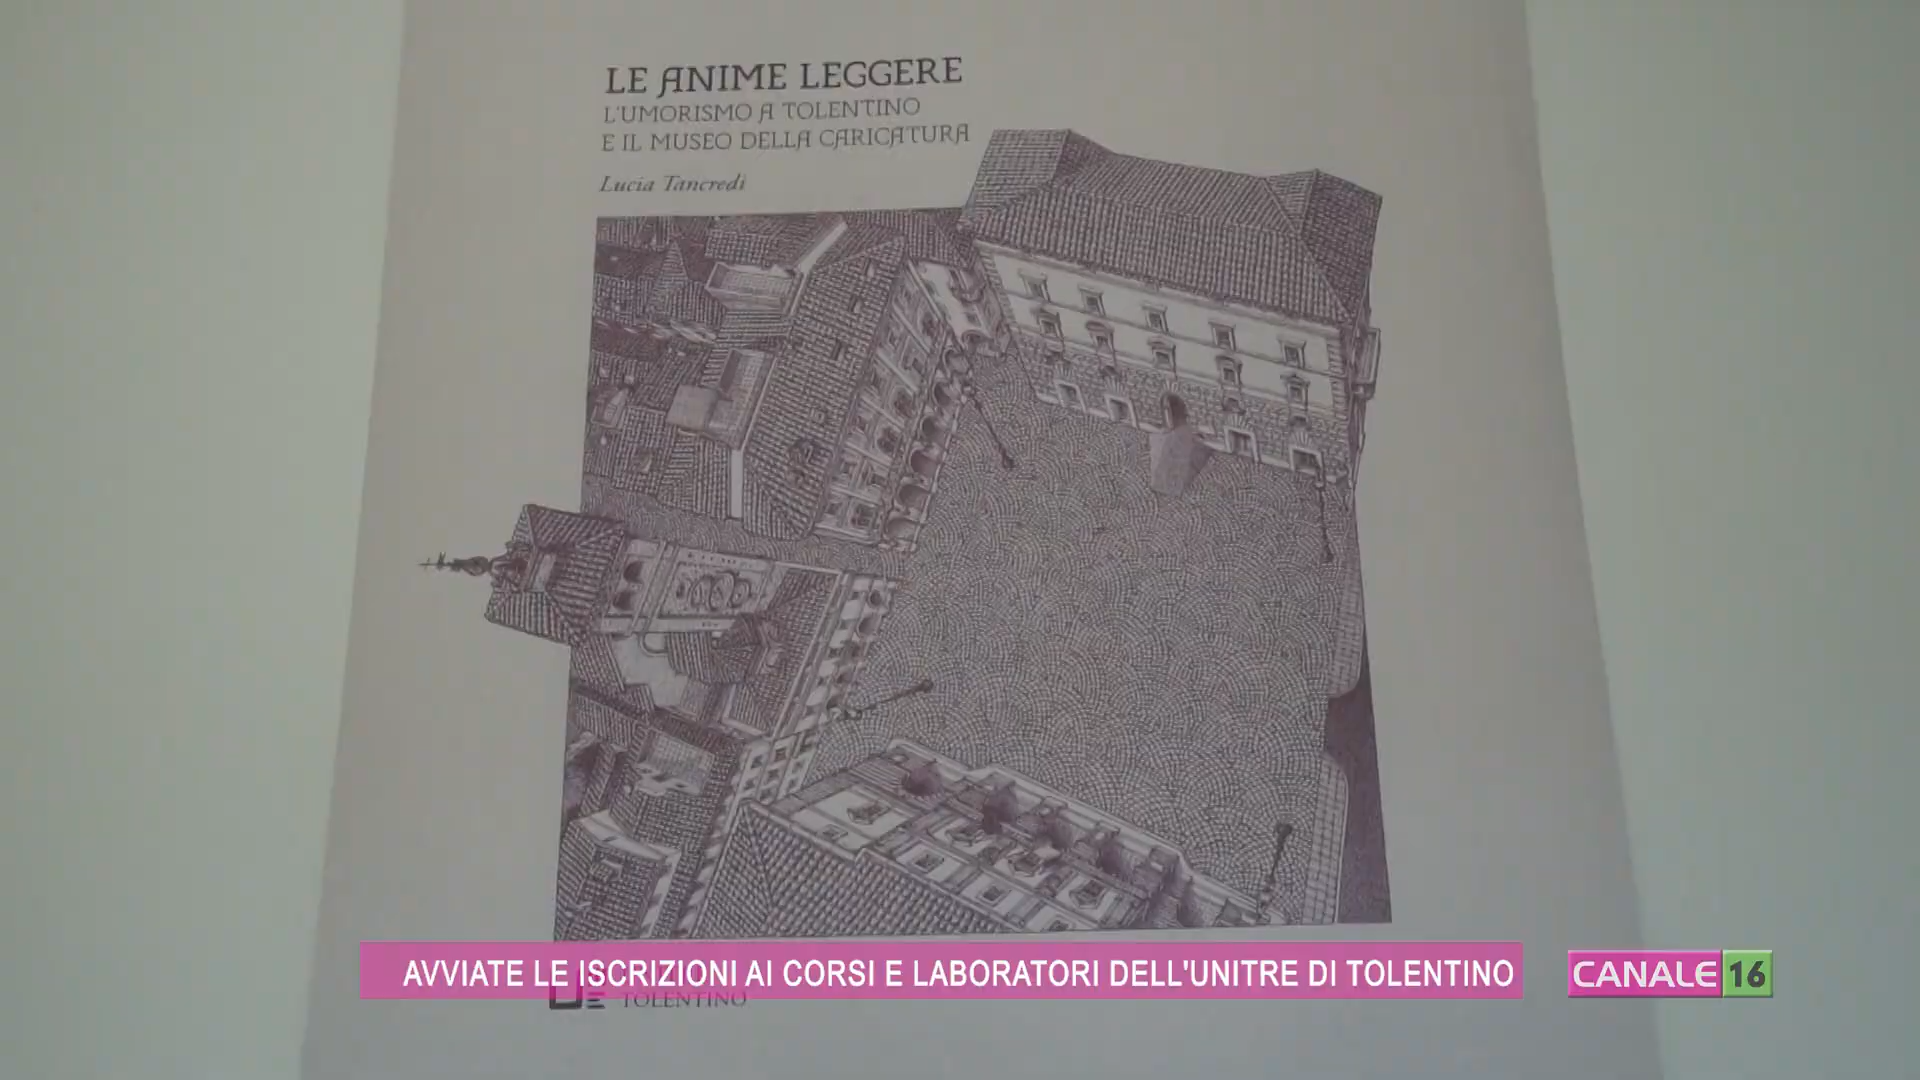 LE ANIME LEGGERE
L'UMORISMO A TOLENTINO
E IL MUSEO DELLA CARICATURA
Lucia Tancredi
AVVIATE LE ISCRIZIONI AI CORSI E LABORATORI DELL'UNITRE DI TOLENTINO
CANALE 16
TOLENTINO